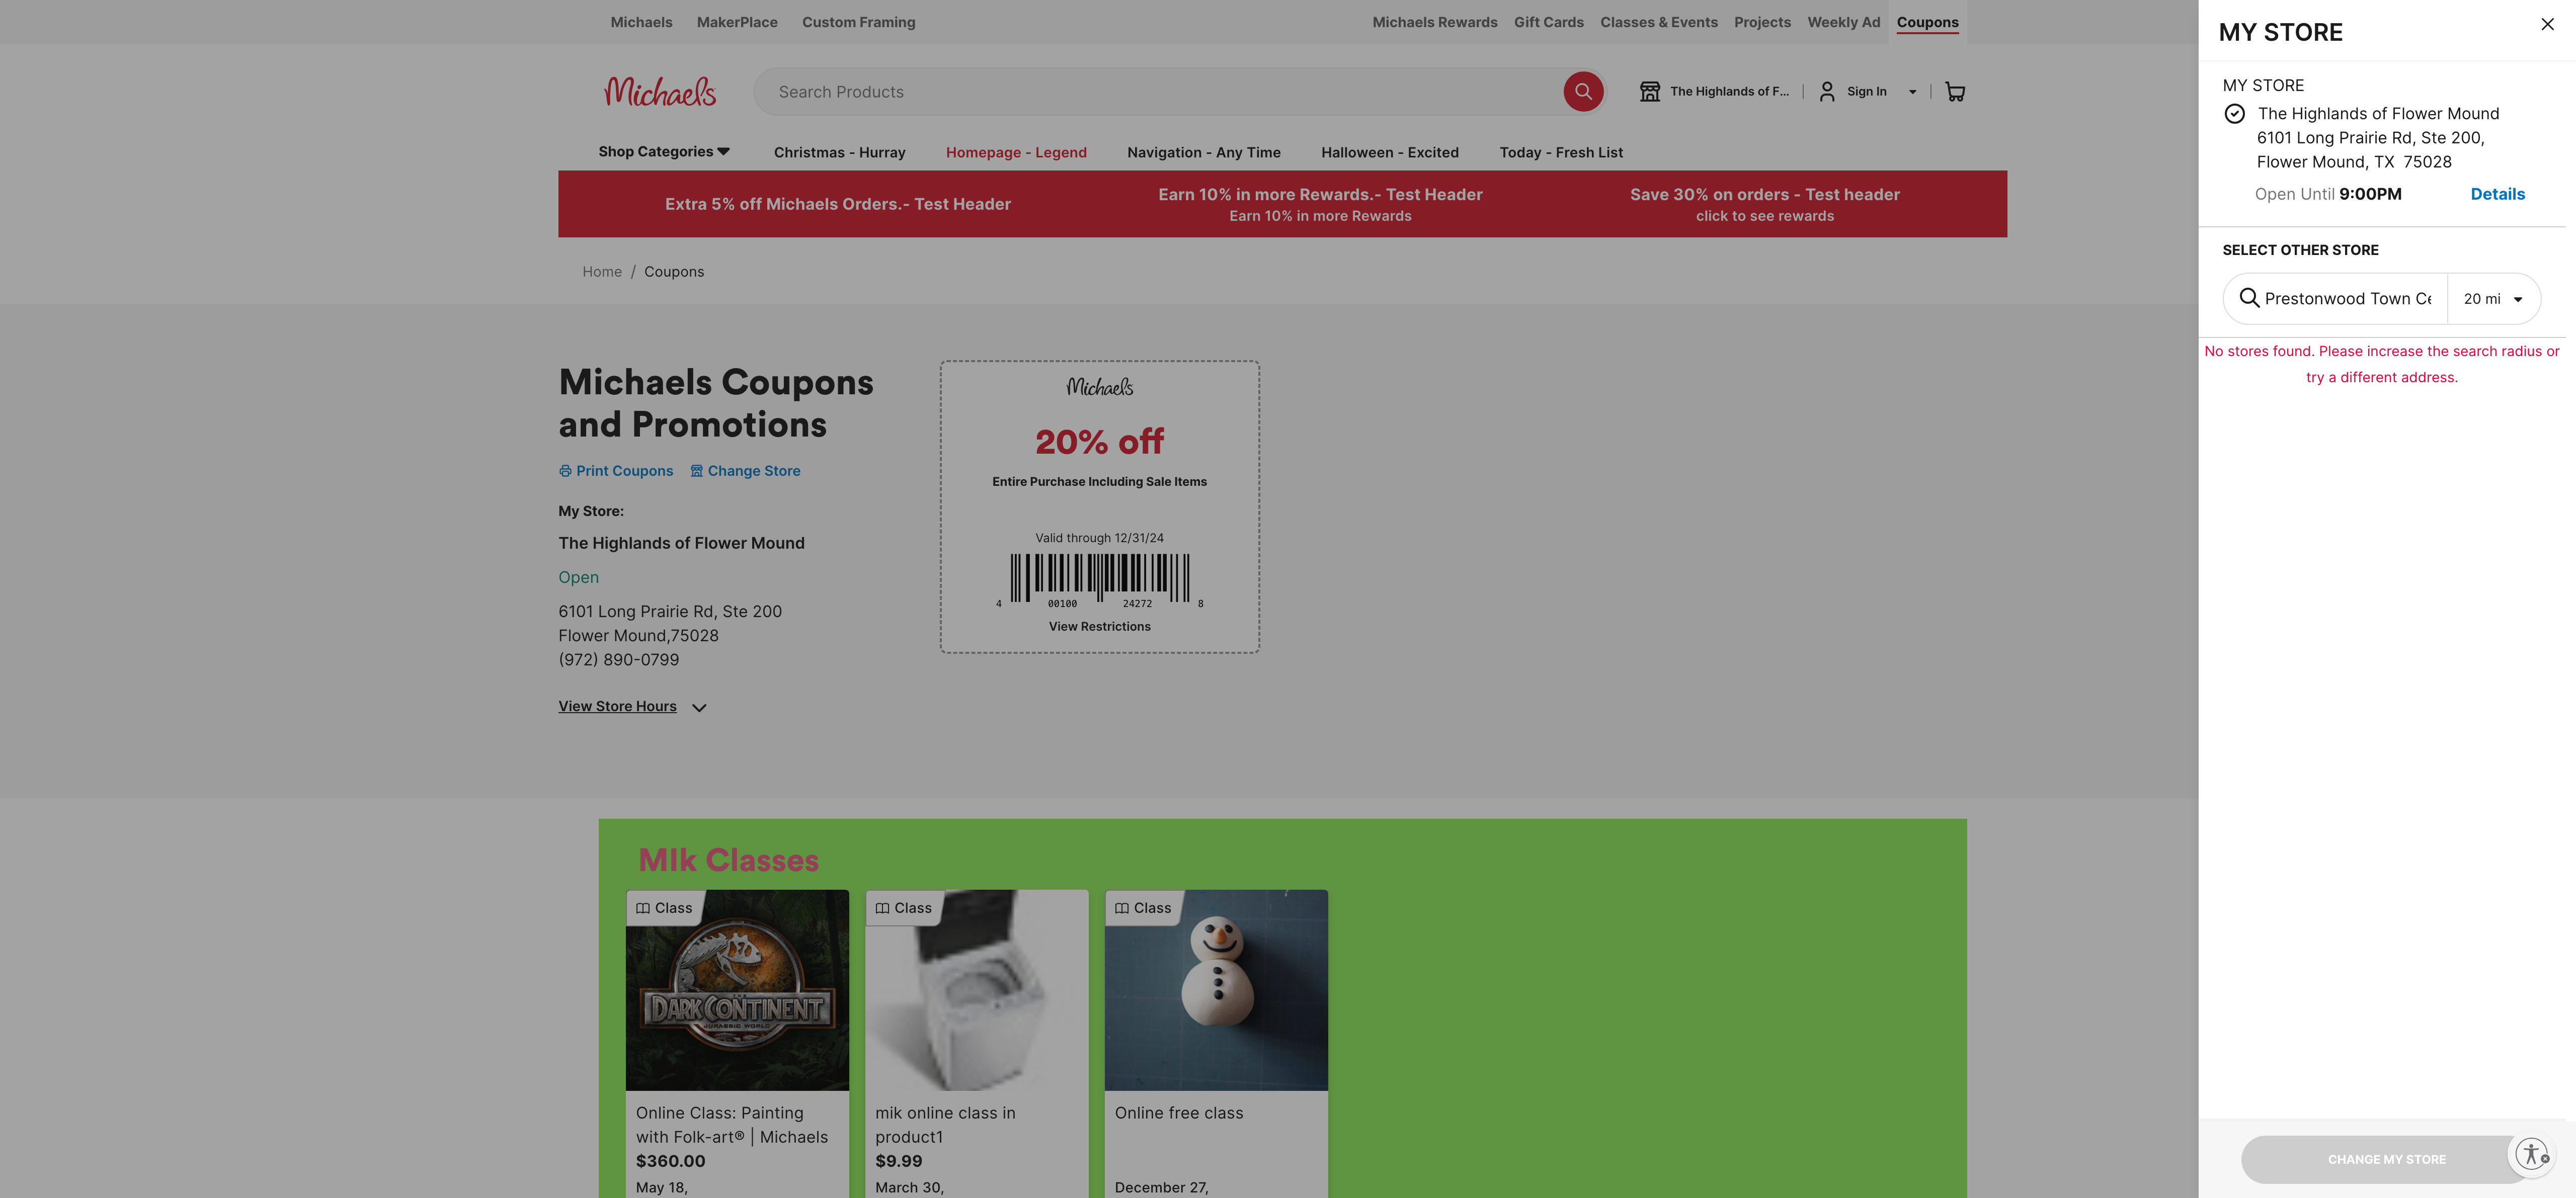 Michaels
MakerPlace
Custom Framing
Michaels Rewards
Gift Cards
Classes & Events
Projects
Weekly Ad
Coupons
Michaels
Search Products
The Highlands of F...
Sign In
Shop Categories
Christmas - Hurray
Homepage - Legend
Navigation - Any Time
Halloween - Excited
Today - Fresh List
Extra 5% off Michaels Orders.- Test Header
Earn 10% in more Rewards.- Test Header
Earn 10% in more Rewards
Save 30% on orders - Test header
click to see rewards
Home / Coupons
Michaels Coupons
and Promotions
Print Coupons
Change Store
My Store:
The Highlands of Flower Mound
Open
6101 Long Prairie Rd, Ste 200
Flower Mound,75028
(972) 890-0799
View Store Hours
Michaels
20% off
Entire Purchase Including Sale Items
Valid through 12/31/24
4 00100 24272 8
View Restrictions
MIk Classes
Class
DARK CONTINENT
JURASSIC WORLD
Online Class: Painting
with Folk-art® | Michaels
$360.00
May 18,
Class
mik online class in
product1
$9.99
March 30,
Class
Online free class
December 27,
MY STORE
MY STORE
The Highlands of Flower Mound
6101 Long Prairie Rd, Ste 200,
Flower Mound, TX 75028
Open Until 9:00PM
Details
SELECT OTHER STORE
Prestonwood Town Ce
20 mi
No stores found. Please increase the search radius or
try a different address.
CHANGE MY STORE